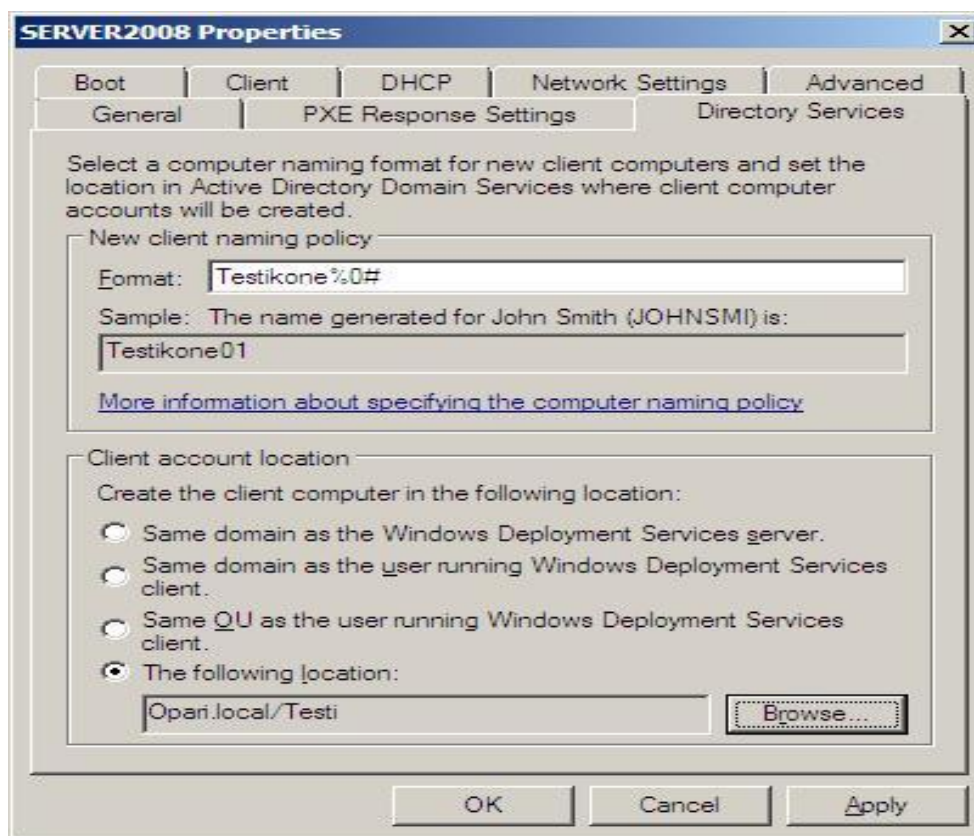 SERVER2008 Properties
Boot
Client
DHCP
Network Settings
Advanced
General
PXE Response Settings
Directory Services
Select a computer naming format for new client computers and set the
location in Active Directory Domain Services where client computer
accounts will be created.
New client naming policy
Format: Testikone%0#
Sample: The name generated for John Smith (JOHNSMI) is:
Testikone01
More information about specifying the computer naming policy
Client account location
Create the client computer in the following location:
Same domain as the Windows Deployment Services server.
Same domain as the user running Windows Deployment Services
client.
Same OU as the user running Windows Deployment Services
client.
The following location:
Opari.local/Testi
Browse...
OK
Cancel
Apply